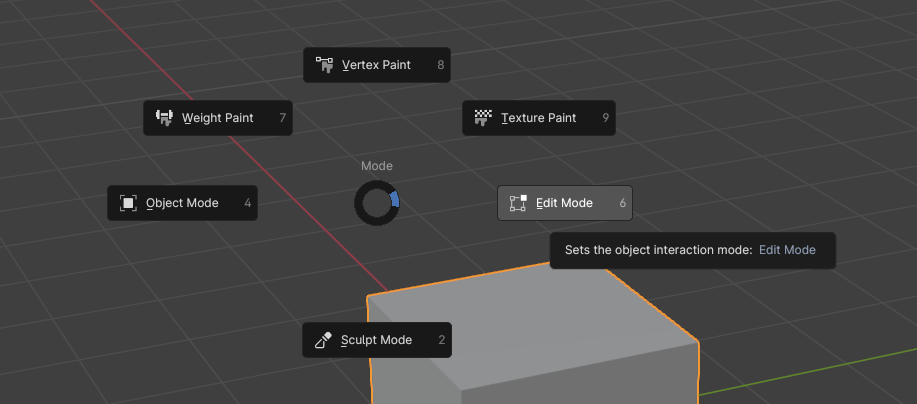 Vertex Paint 8
Weight Paint 7
Texture Paint 9
Mode
Object Mode 4
Edit Mode 6
Sets the object interaction mode: Edit Mode
Sculpt Mode 2